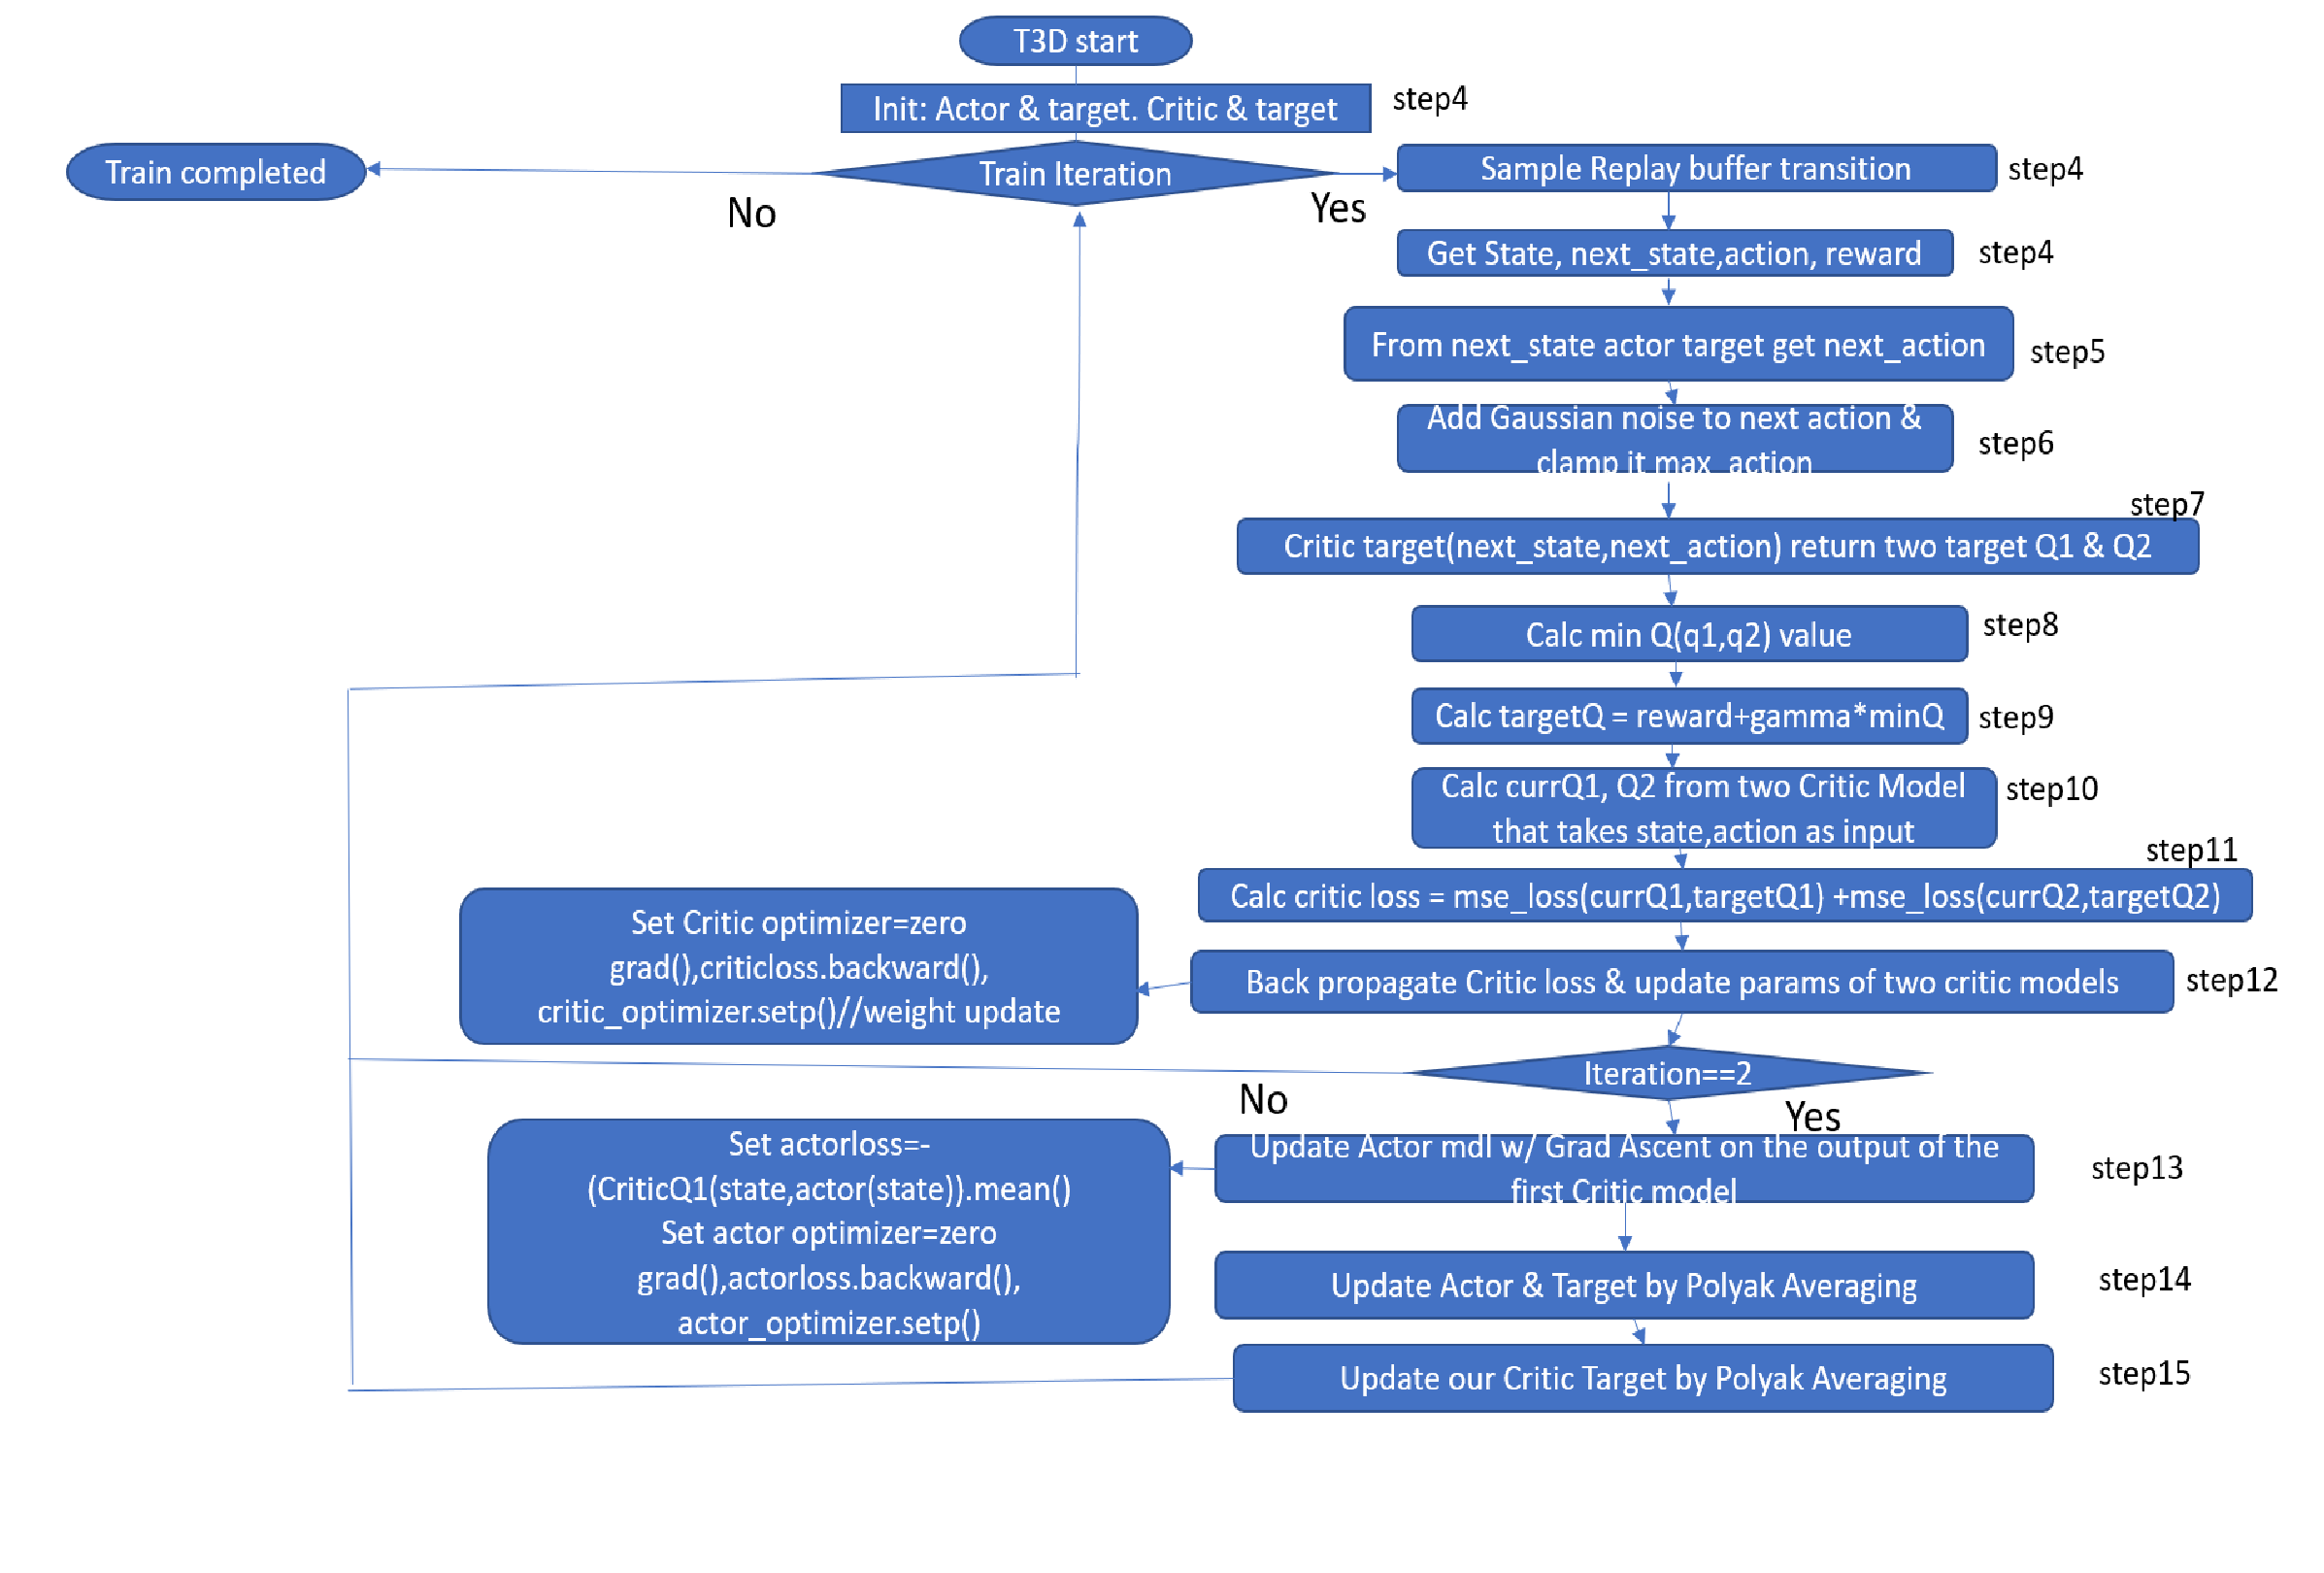 T3D start
Init: Actor & target. Critic & target
step4
Train completed
Train Iteration
No
Yes
Sample Replay buffer transition
step4
Get State, next_state,action, reward
step4
From next_state actor target get next_action
step5
Add Gaussian noise to next action &
clamp it max_action
step6
step7
Critic target(next_state,next_action) return two target Q1 & Q2
Calc min Q(q1,q2) value
step8
Calc targetQ = reward+gamma*minQ
step9
Calc currQ1, Q2 from two Critic Model
that takes state,action as input
step10
step11
Calc critic loss = mse_loss(currQ1,targetQ1) +mse_loss(currQ2,targetQ2)
Back propagate Critic loss & update params of two critic models
step12
Set Critic optimizer=zero
grad(),criticloss.backward(),
critic_optimizer.setp()//weight update
Iteration==2
No
Yes
Update Actor mdl w/ Grad Ascent on the output of the
first Critic model
step13
Set actorloss=-
(CriticQ1(state,actor(state)).mean()
Set actor optimizer=zero
grad(),actorloss.backward(),
actor_optimizer.setp()
Update Actor & Target by Polyak Averaging
step14
Update our Critic Target by Polyak Averaging
step15